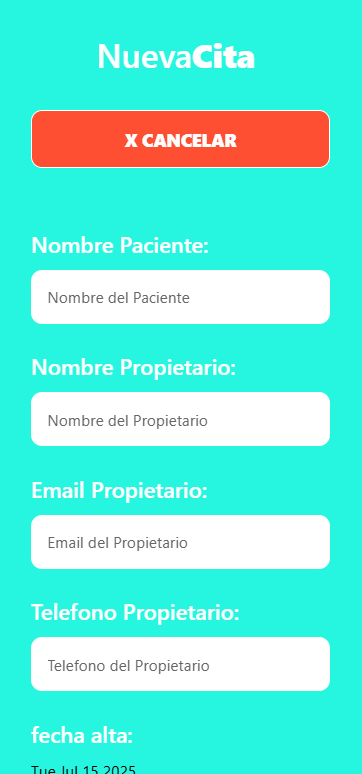 NuevaCita
X CANCELAR
Nombre Paciente:
Nombre del Paciente
Nombre Propietario:
Nombre del Propietario
Email Propietario:
Email del Propietario
Telefono Propietario:
Telefono del Propietario
fecha alta:
Tue Jul 15 2025